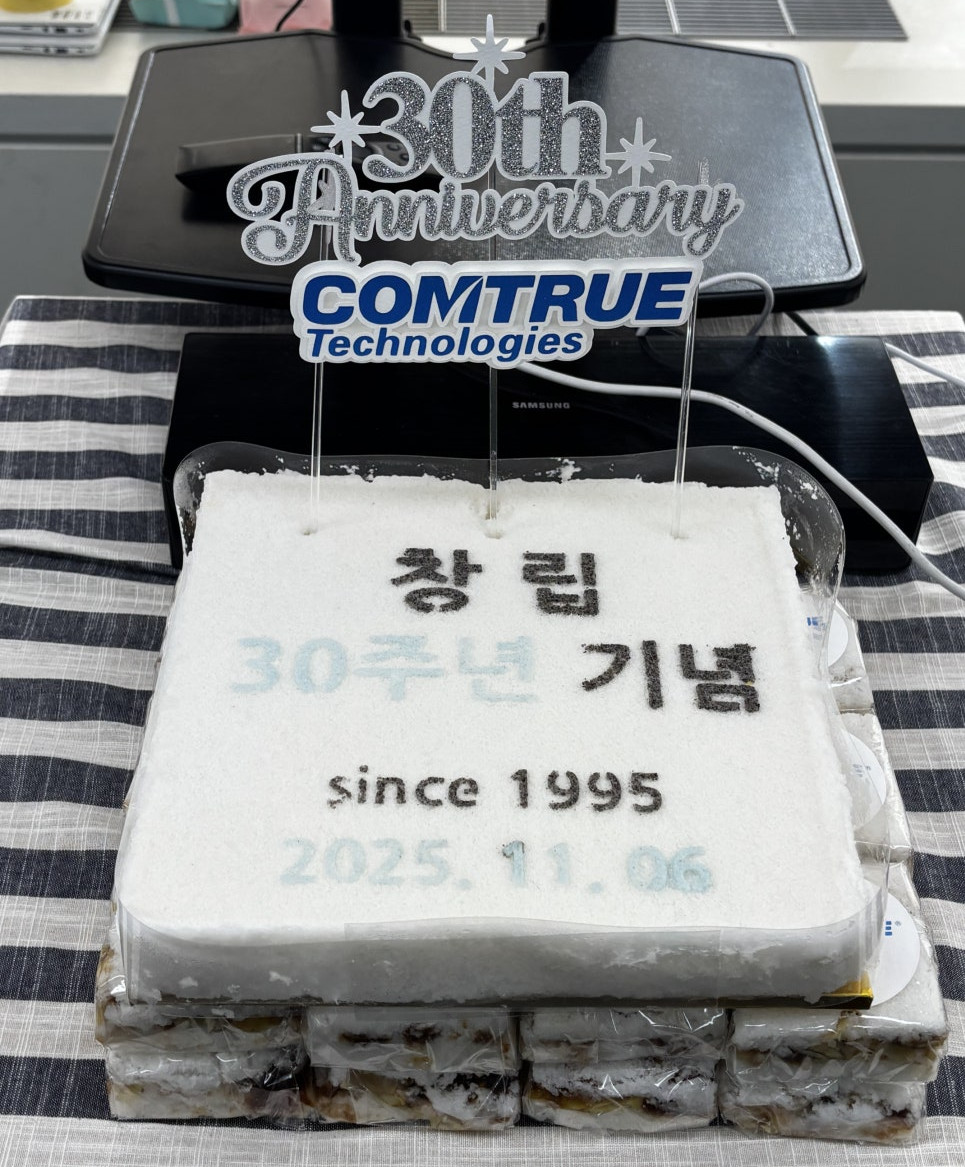 30th
Anniversary
COMTRUE
Technologies
SAMSUNG
창립
30주년 기념
since 1995
2025. 11. 06